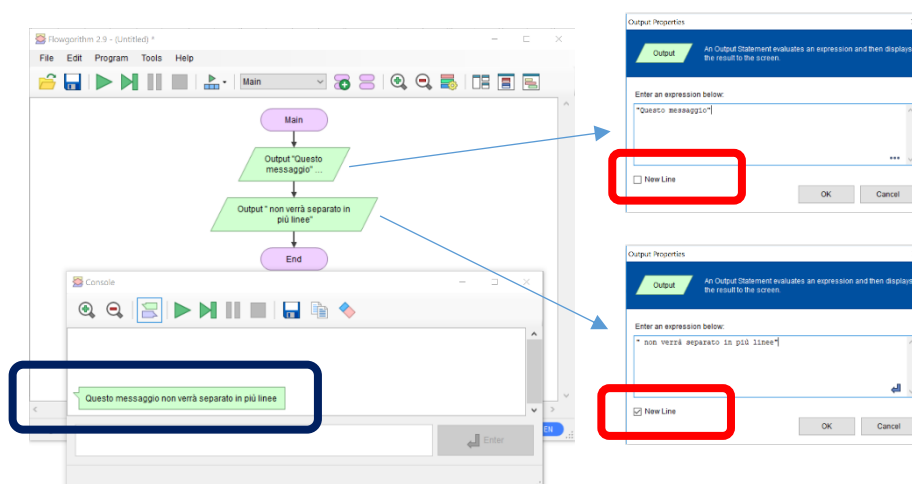 Flowgorithm 2.9 - (Untitled) *
File Edit Program Tools Help
Main
Main
Output "Questo
messaggio" ...
Output " non verrà separato in
più linee"
End
Console
Questo messaggio non verrà separato in più linee
Enter
EN
Output Properties
Output
An Output Statement evaluates an expression and then displays
the result to the screen.
Enter an expression below:
"Questo messaggio"
New Line
OK Cancel
Output Properties
Output
An Output Statement evaluates an expression and then displays
the result to the screen.
Enter an expression below:
" non verrà separato in più linee"
New Line
OK Cancel